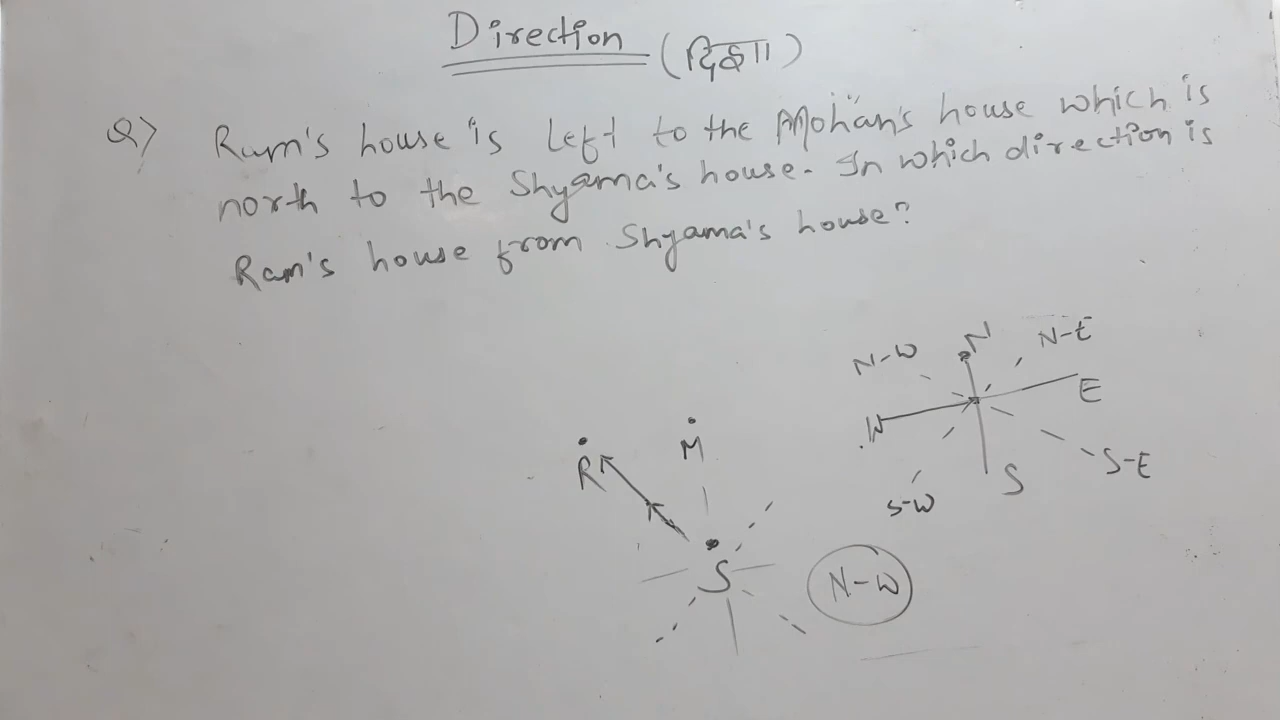 Direction (दिशा)
Q> Ram's house is left to the Mohan's house which is
north to the Shyama's house. In which direction is
Ram's house from Shyama's house?
N
N-W
N-E
E
W
S-E
S
S-W
R
M
S
N-W